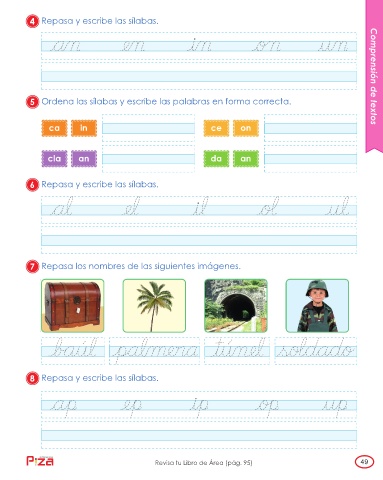 4 Repasa y escribe las sílabas.
an en in on un
5 Ordena las sílabas y escribe las palabras en forma correcta.
ca in ce on
cla an da an
6 Repasa y escribe las sílabas.
al el il ol ul
7 Repasa los nombres de las siguientes imágenes.
baúl palmera túnel soldado
8 Repasa y escribe las sílabas.
ap ep ip op up
Comprensión de textos
Piza
Revisa tu Libro de Área (pág. 95)
49